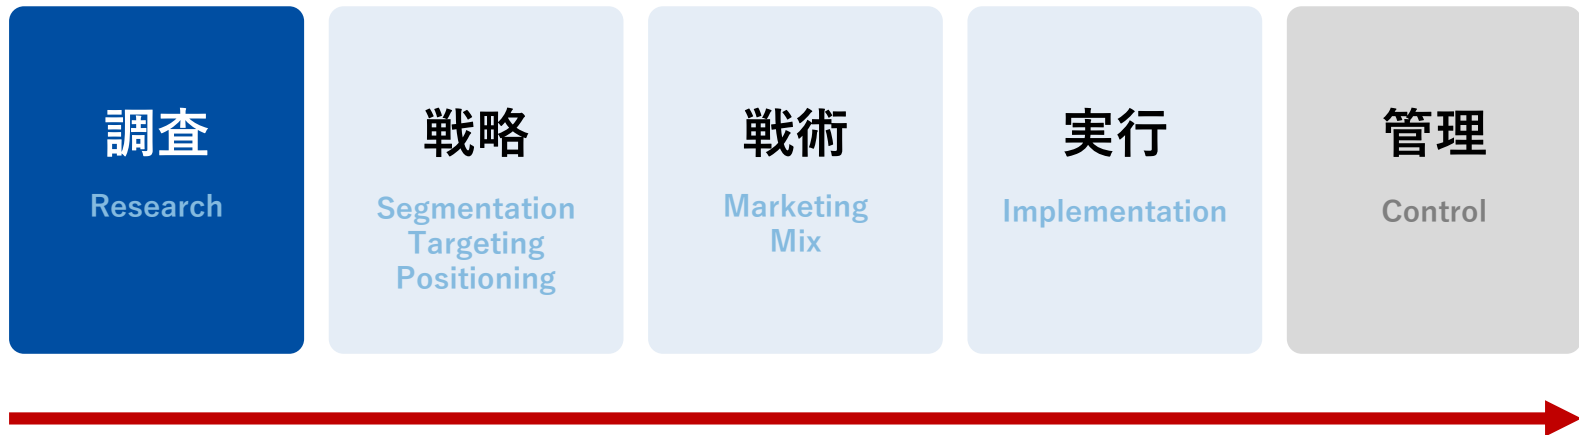 調査
Research
戦略
Segmentation
Targeting
Positioning
戦術
Marketing
Mix
実行
Implementation
管理
Control